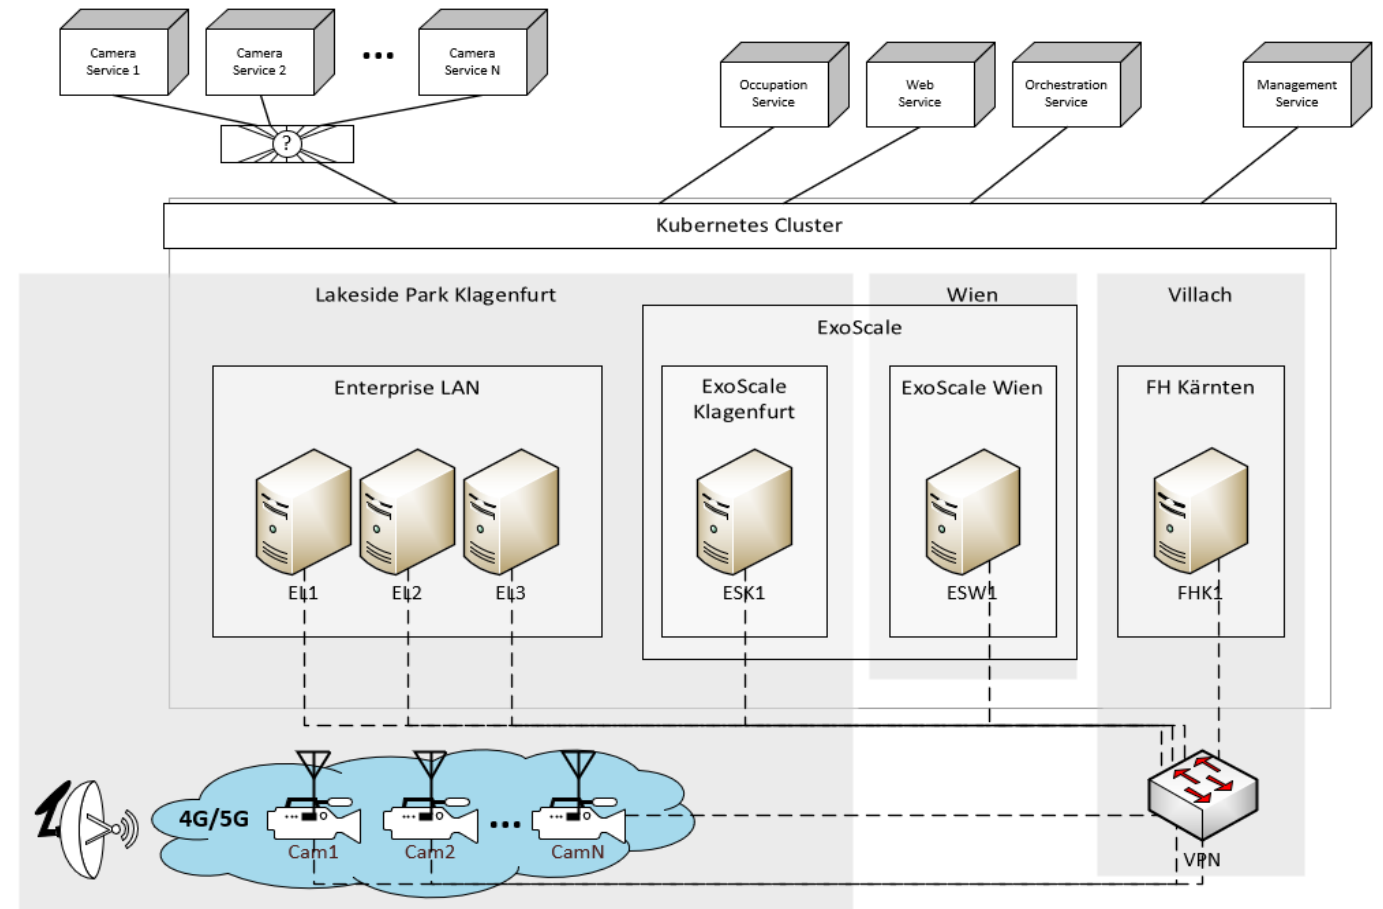 Camera
Service 1
Camera
Service 2
...
Camera
Service N
Occupation
Service
Web
Service
Orchestration
Service
Management
Service
?
Kubernetes Cluster
Lakeside Park Klagenfurt
Wien
Villach
ExoScale
Enterprise LAN
ExoScale
Klagenfurt
ExoScale Wien
FH Kärnten
EL1
EL2
EL3
ESK1
ESW1
FHK1
4G/5G
...
Cam1
Cam2
CamN
VPN